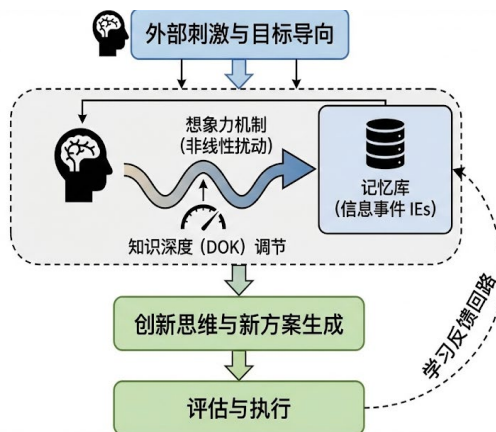 外部刺激与目标导向
想象力机制
(非线性扰动)
记忆库
(信息事件 IEs)
知识深度 (DOK) 调节
创新思维与新方案生成
学习反馈回路
评估与执行